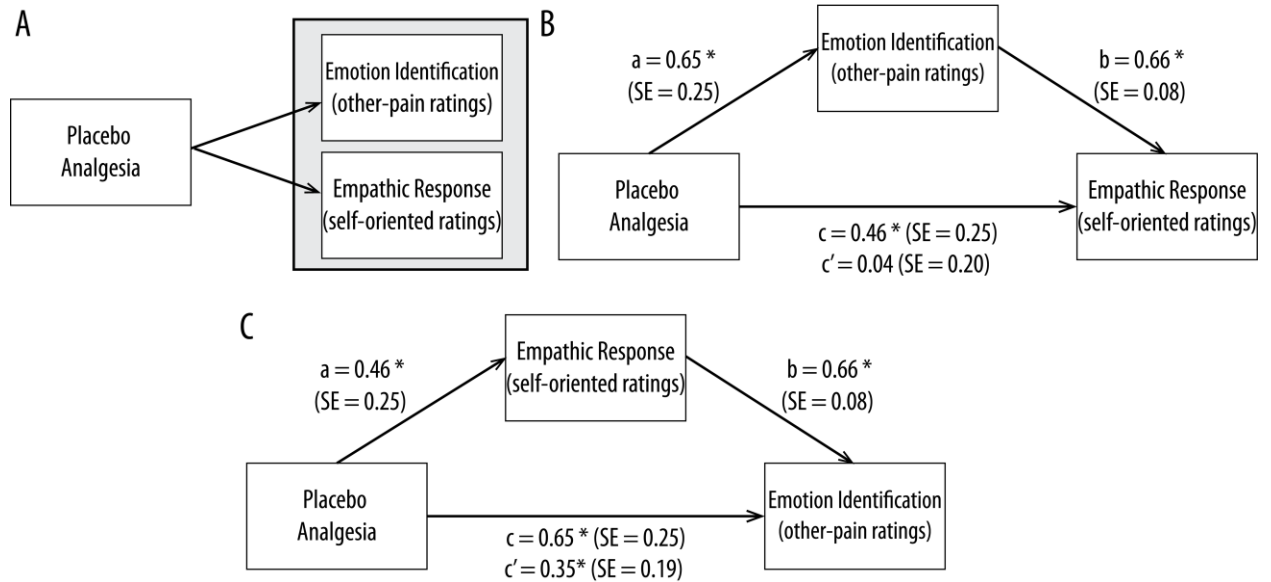 A
Placebo
Analgesia
Emotion Identification
(other-pain ratings)
Empathic Response
(self-oriented ratings)
B
a = 0.65 *
(SE = 0.25)
Emotion Identification
(other-pain ratings)
b = 0.66 *
(SE = 0.08)
Placebo
Analgesia
Empathic Response
(self-oriented ratings)
c = 0.46 * (SE = 0.25)
c’ = 0.04 (SE = 0.20)
C
a = 0.46 *
(SE = 0.25)
Empathic Response
(self-oriented ratings)
b = 0.66 *
(SE = 0.08)
Placebo
Analgesia
Emotion Identification
(other-pain ratings)
c = 0.65 * (SE = 0.25)
c’ = 0.35* (SE = 0.19)